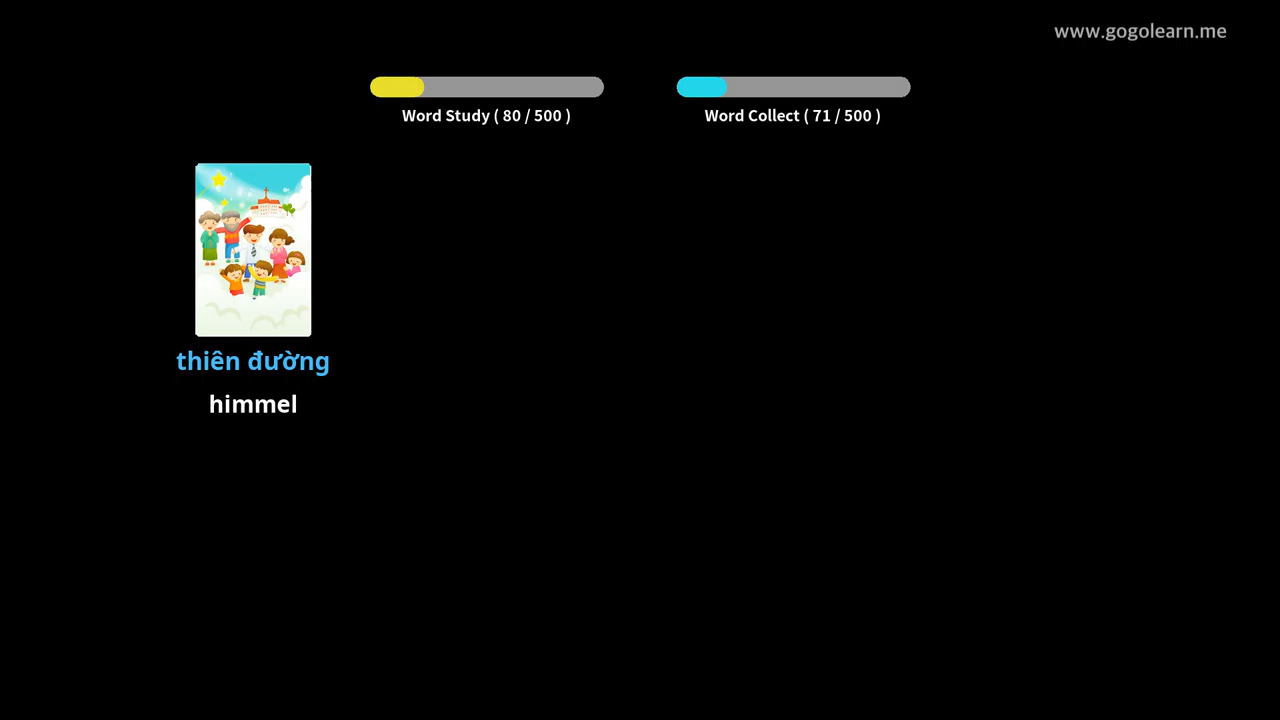 www.gogolearn.me
Word Study ( 80 / 500 )
Word Collect ( 71 / 500 )
thiên đường
himmel